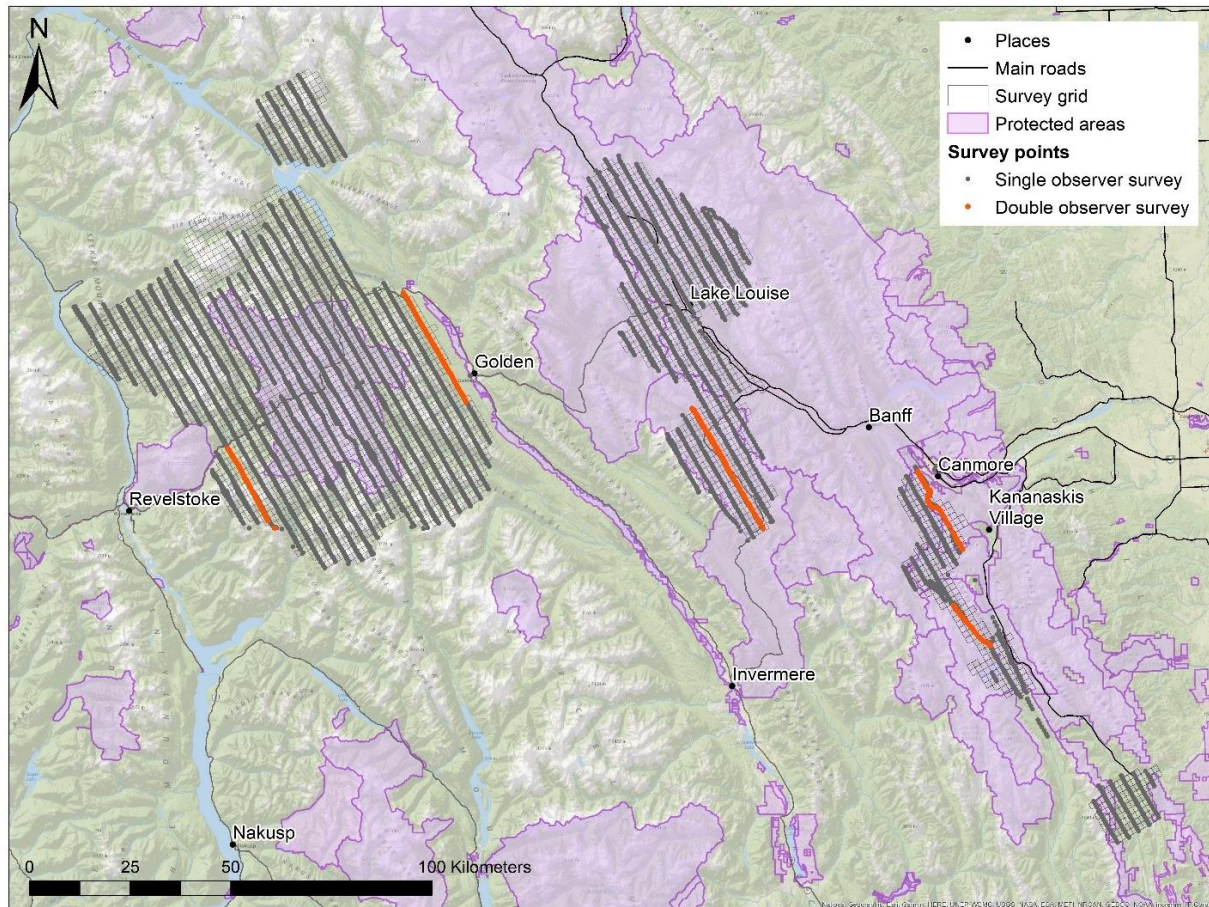 N
Places
Main roads
Survey grid
Protected areas
Survey points
Single observer survey
Double observer survey
Lake Louise
Golden
Banff
Canmore
Kananaskis
Village
Revelstoke
Invermere
Nakusp
0 25 50 100 Kilometers